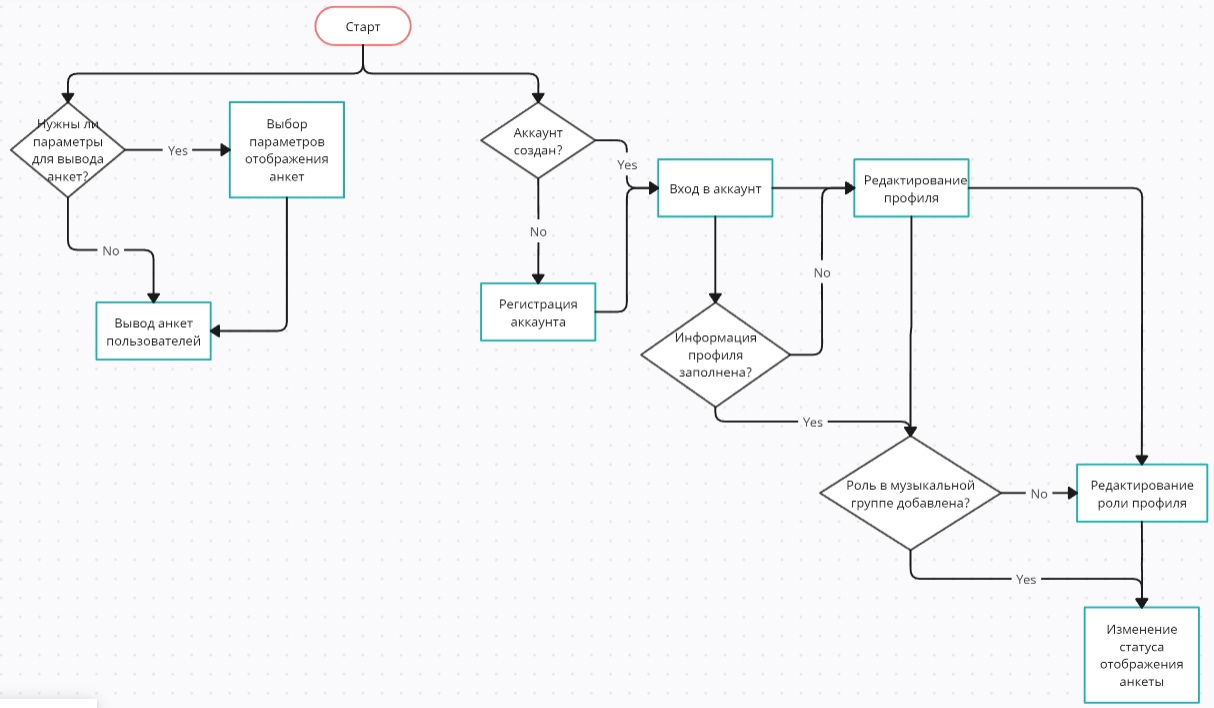 Старт
Нужны ли
параметры
для вывода
анкет?
Yes
Выбор
параметров
отображения
анкет
No
Вывод анкет
пользователей
Аккаунт
создан?
Yes
No
Регистрация
аккаунта
Вход в аккаунт
Редактирование
профиля
No
Информация
профиля
заполнена?
Yes
Роль в музыкальной
группе добавлена?
No
Редактирование
роли профиля
Yes
Изменение
статуса
отображения
анкеты